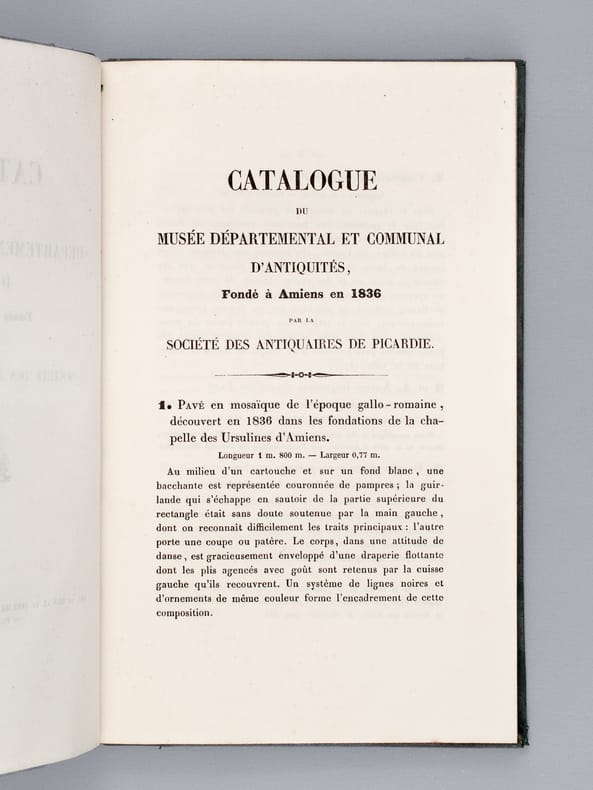 CATALOGUE
DU
MUSÉE DÉPARTEMENTAL ET COMMUNAL
D'ANTIQUITÉS,
Fondé à Amiens en 1836
PAR LA
SOCIÉTÉ DES ANTIQUAIRES DE PICARDIE.
1. PAVÉ en mosaïque de l'époque gallo-romaine,
découvert en 1836 dans les fondations de la cha-
pelle des Ursulines d'Amiens.
Longueur 1 m. 800 m. — Largeur 0,77 m.
Au milieu d'un cartouche et sur un fond blanc, une
bacchante est représentée couronnée de pampres; la guir-
lande qui s'échappe en sautoir de la partie supérieure du
rectangle était sans doute soutenue par la main gauche,
dont on reconnait difficilement les traits principaux: l'autre
porte une coupe ou patère. Le corps, dans une attitude de
danse, est gracieusement enveloppé d'une draperie flottante
dont les plis agencés avec goût sont retenus par la cuisse
gauche qu'ils recouvrent. Un système de lignes noires et
d'ornements de même couleur forme l'encadrement de cette
composition.